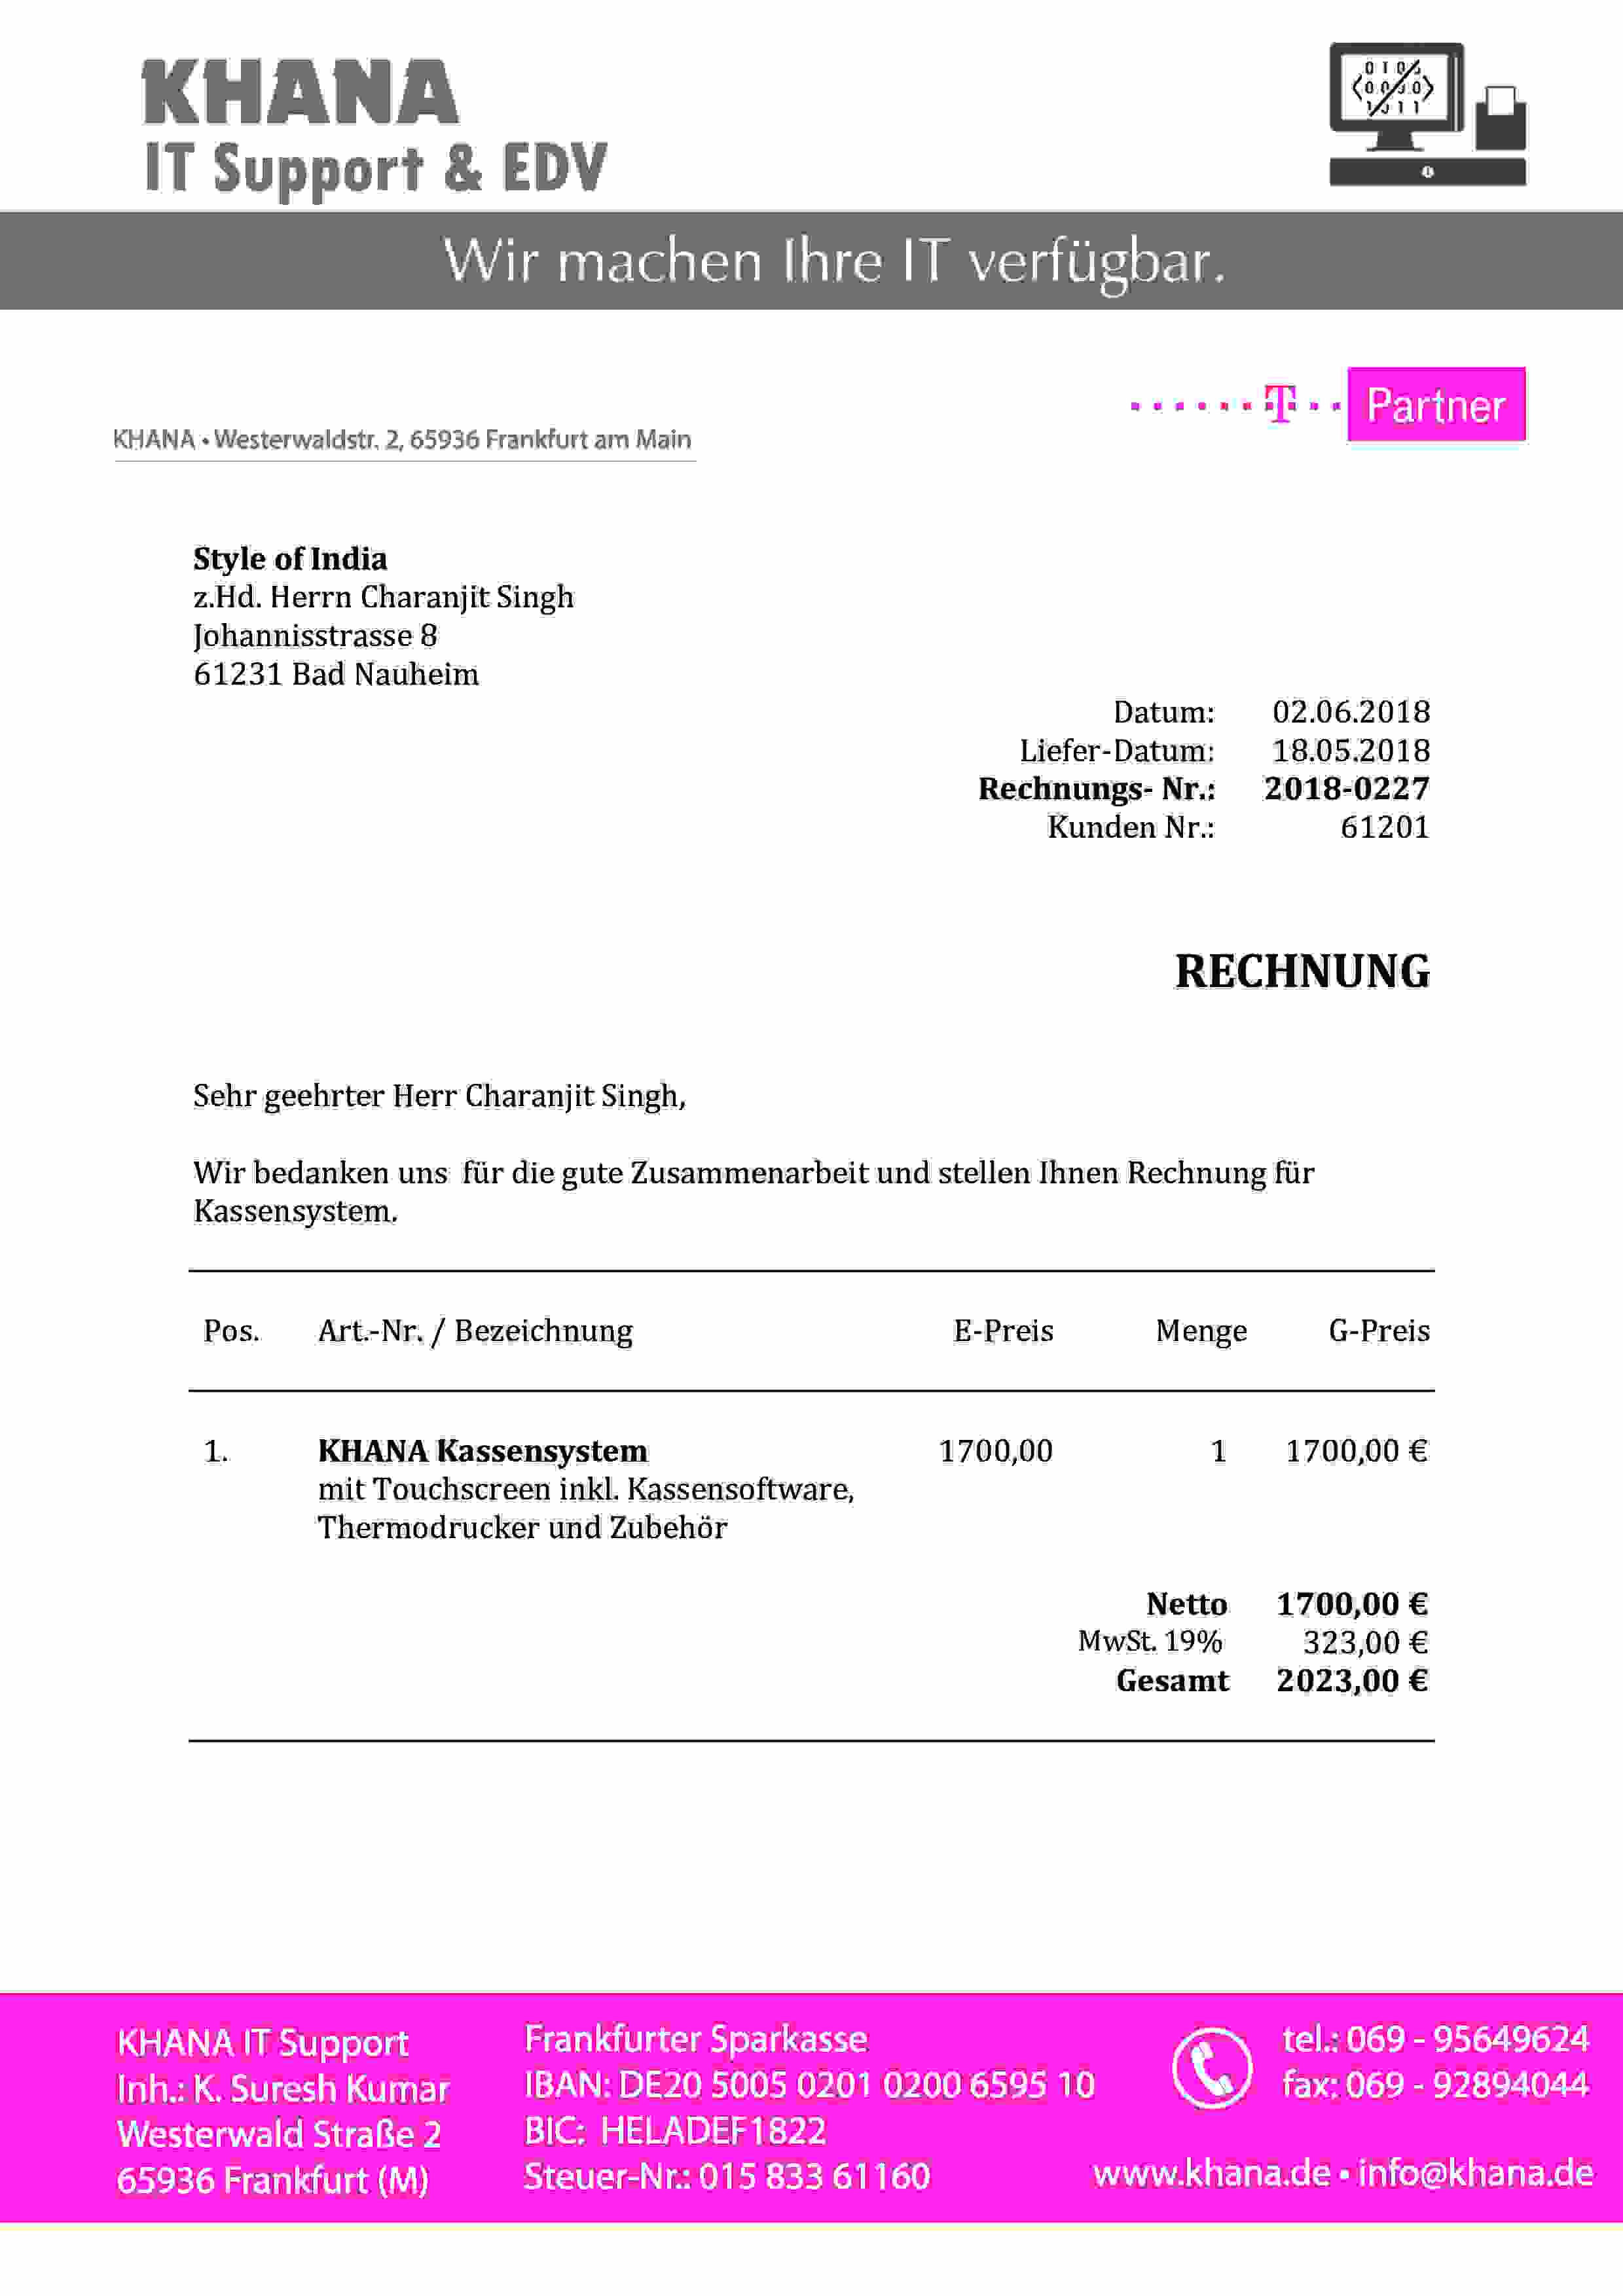 KHANA
IT Support & EDV
Wir machen Ihre IT verfügbar.
T Partner
KHANA • Westerwaldstr. 2, 65936 Frankfurt am Main
Style of India
z.Hd. Herrn Charanjit Singh
Johannisstrasse 8
61231 Bad Nauheim
Datum: 02.06.2018
Liefer-Datum: 18.05.2018
Rechnungs- Nr.: 2018-0227
Kunden Nr.: 61201
RECHNUNG
Sehr geehrter Herr Charanjit Singh,
Wir bedanken uns für die gute Zusammenarbeit und stellen Ihnen Rechnung für
Kassensystem.
Pos. Art.-Nr. / Bezeichnung E-Preis Menge G-Preis
1. KHANA Kassensystem 1700,00 1 1700,00 €
mit Touchscreen inkl. Kassensoftware,
Thermodrucker und Zubehör
Netto 1700,00 €
MwSt. 19% 323,00 €
Gesamt 2023,00 €
KHANA IT Support
Inh.: K. Suresh Kumar
Westerwald Straße 2
65936 Frankfurt (M)
Frankfurter Sparkasse
IBAN: DE20 5005 0201 0200 6595 10
BIC: HELADEF1822
Steuer-Nr.: 015 833 61160
tel.: 069 - 95649624
fax: 069 - 92894044
www.khana.de • info@khana.de